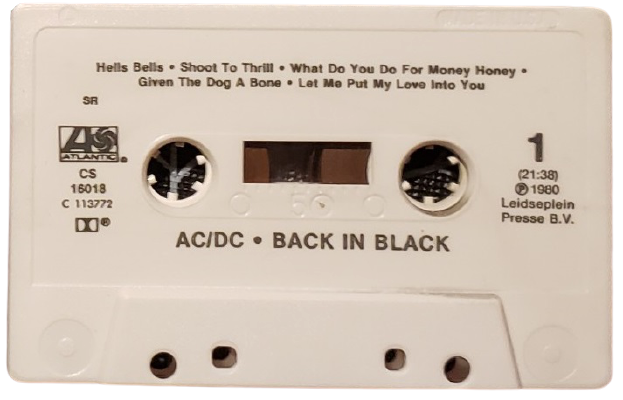 Hells Bells • Shoot To Thrill • What Do You Do For Money Honey •
Given The Dog A Bone • Let Me Put My Love Into You
SR
ATLANTIC®
CS
16018
C 113772
®
1
(21:38)
℗ 1980
Leidseplein
Presse B.V.
AC/DC • BACK IN BLACK